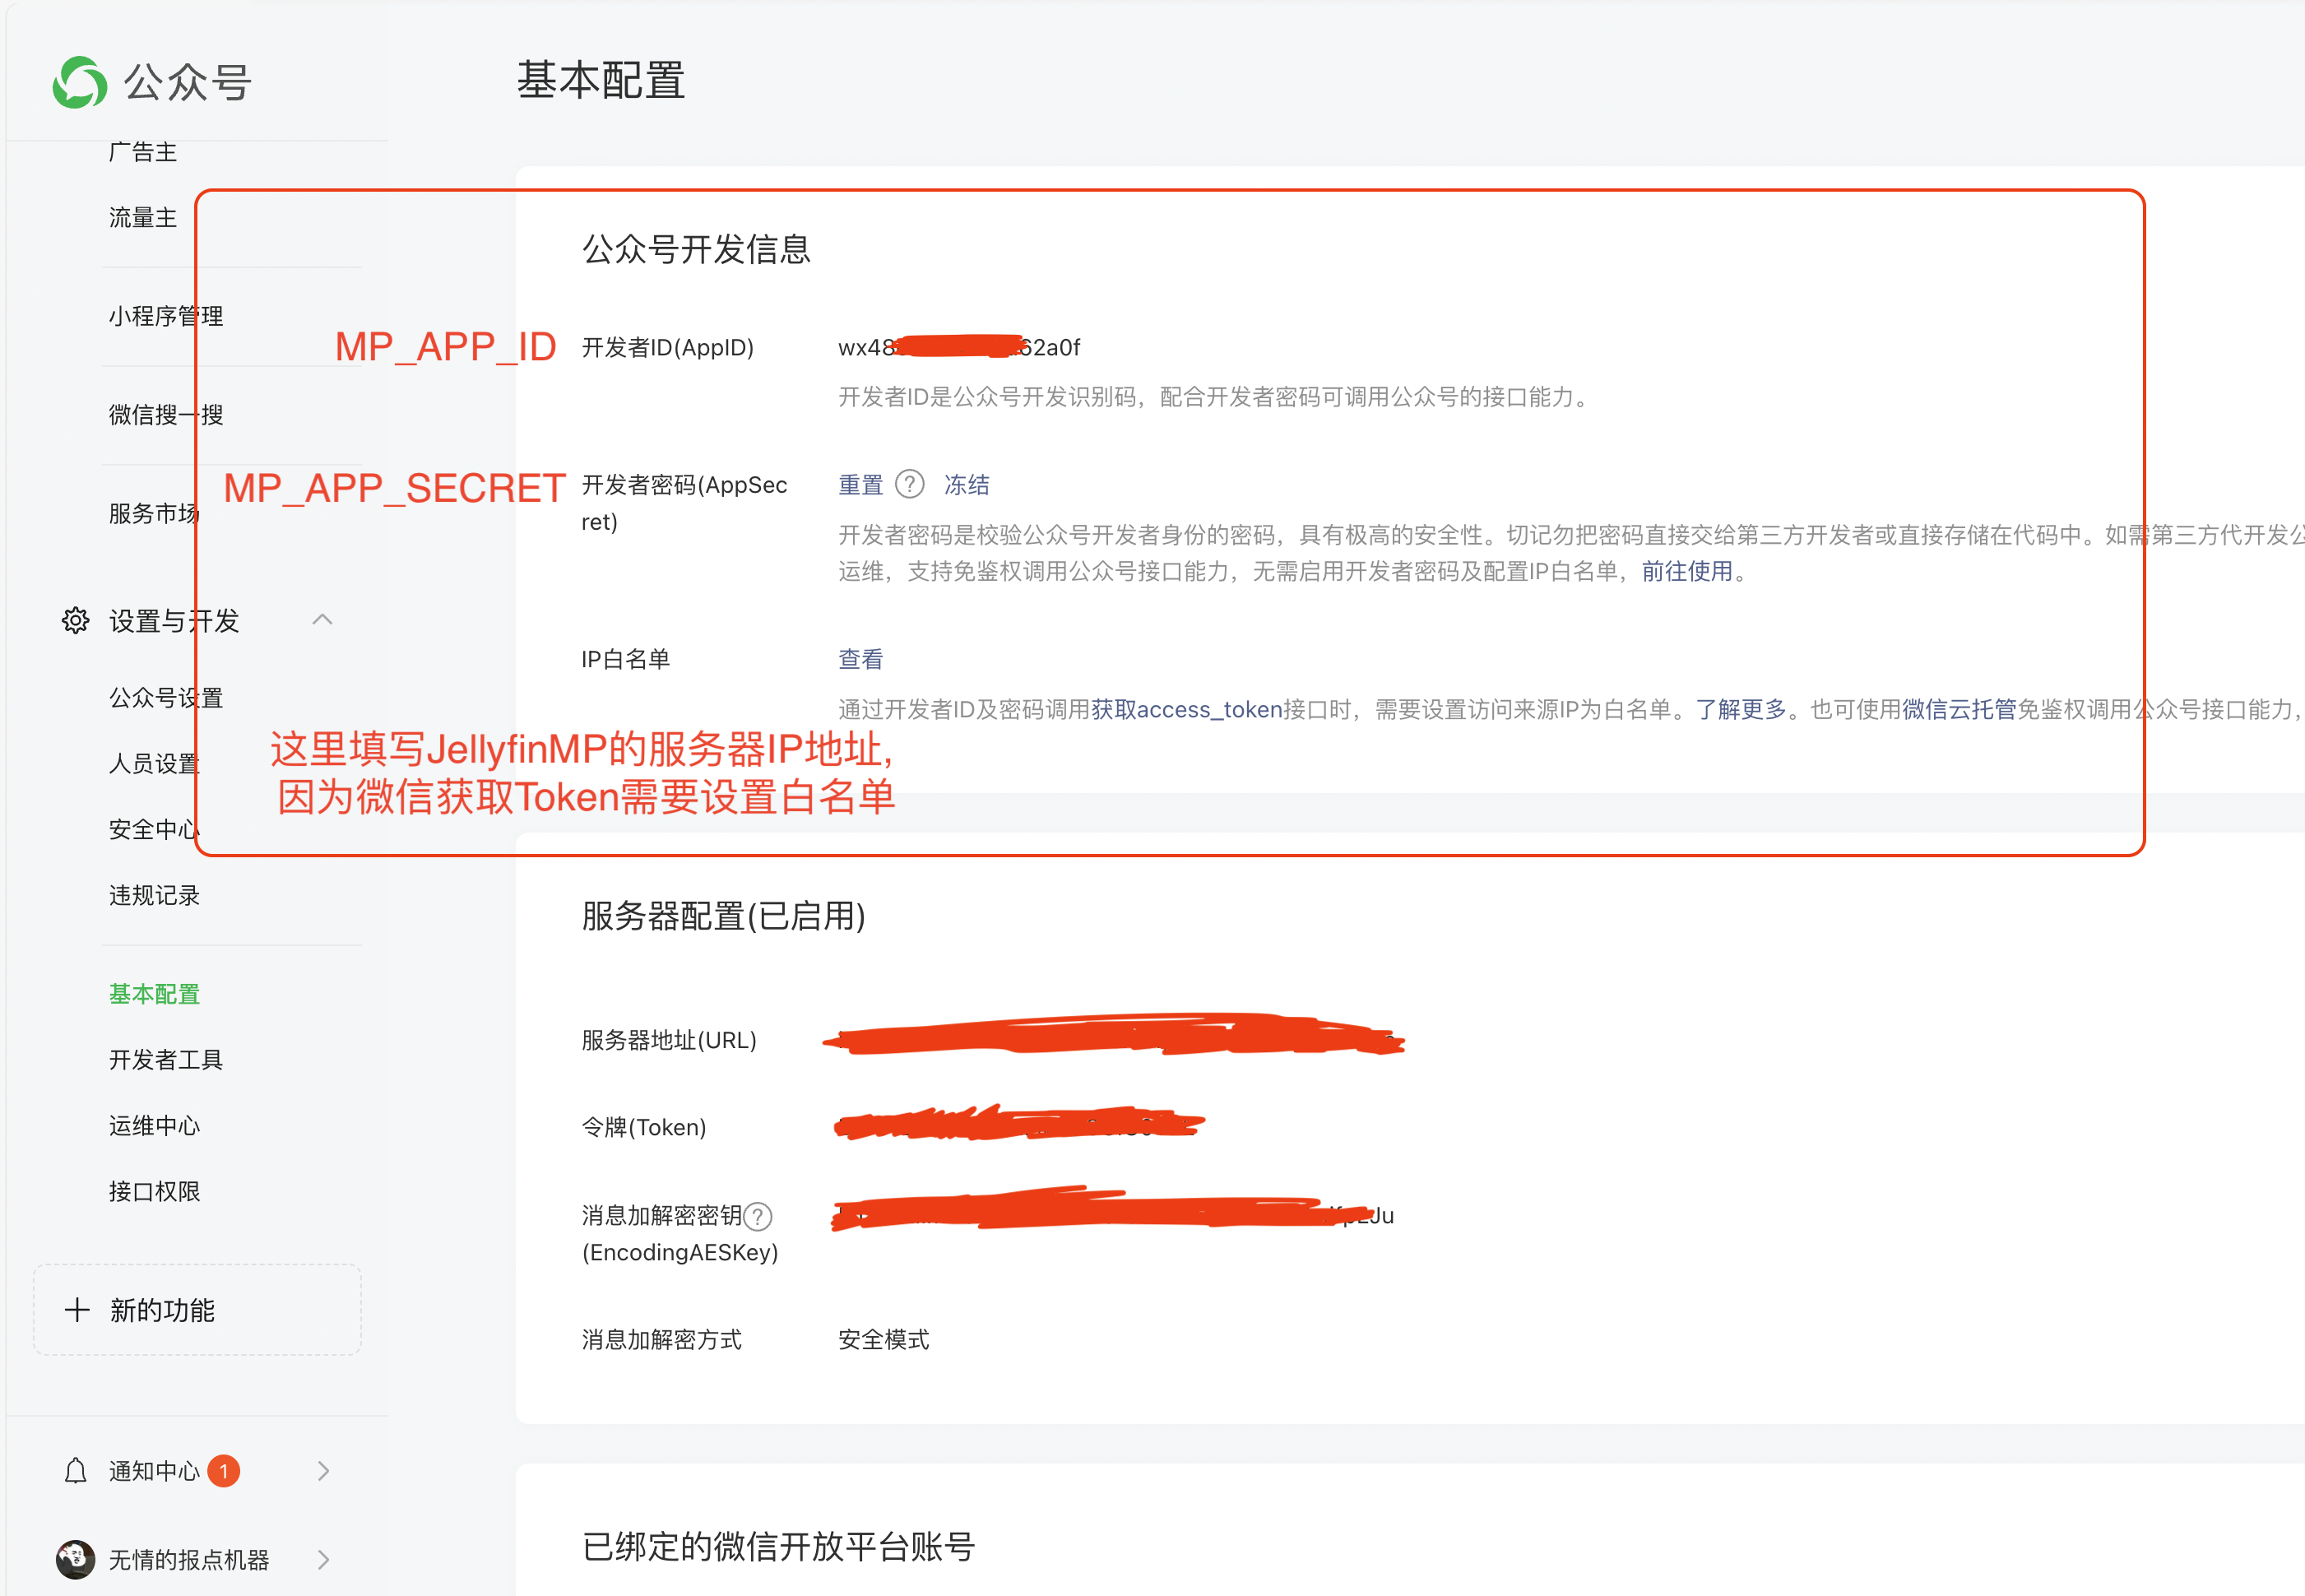 公众号
广告主
流量主
小程序管理
微信搜一搜
服务市场
设置与开发
公众号设置
人员设置
安全中心
违规记录
基本配置
开发者工具
运维中心
接口权限
新的功能
通知中心 1
无情的报点机器
基本配置
公众号开发信息
MP_APP_ID
开发者ID(AppID)
wx48 62a0f
开发者ID是公众号开发识别码，配合开发者密码可调用公众号的接口能力。
MP_APP_SECRET
开发者密码(AppSec
ret)
重置 ? 冻结
开发者密码是校验公众号开发者身份的密码，具有极高的安全性。切记勿把密码直接交给第三方开发者或直接存储在代码中。如需第三方代开发公
运维，支持免鉴权调用公众号接口能力，无需启用开发者密码及配置IP白名单，前往使用。
IP白名单
查看
通过开发者ID及密码调用获取access_token接口时，需要设置访问来源IP为白名单。了解更多。也可使用微信云托管免鉴权调用公众号接口能力，
这里填写JellyfinMP的服务器IP地址,
因为微信获取Token需要设置白名单
服务器配置(已启用)
服务器地址(URL)
令牌(Token)
消息加解密密钥 ?
(EncodingAESKey)
Ju
消息加解密方式
安全模式
已绑定的微信开放平台账号